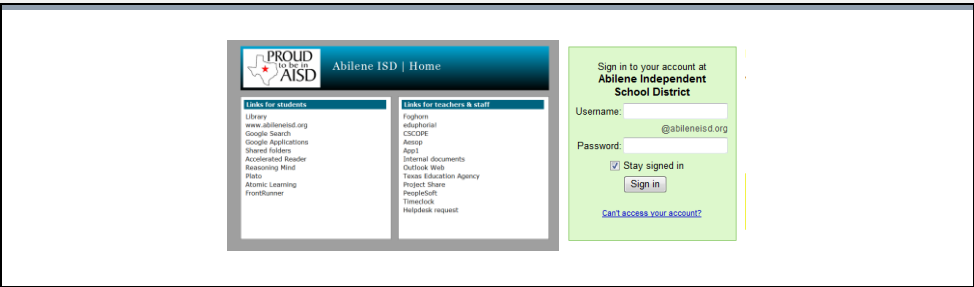 PROUD
to be in
AISD
Abilene ISD | Home
Links for students
Library
www.abileneisd.org
Google Search
Google Applications
Shared folders
Accelerated Reader
Reasoning Mind
Plato
Atomic Learning
FrontRunner
Links for teachers & staff
Foghorn
eduphoria!
CSCOPE
Aesop
App1
Internal documents
Outlook Web
Texas Education Agency
Project Share
PeopleSoft
Timeclock
Helpdesk request
Sign in to your account at
Abilene Independent
School District
Username:
@abileneisd.org
Password:
Stay signed in
Sign in
Can't access your account?